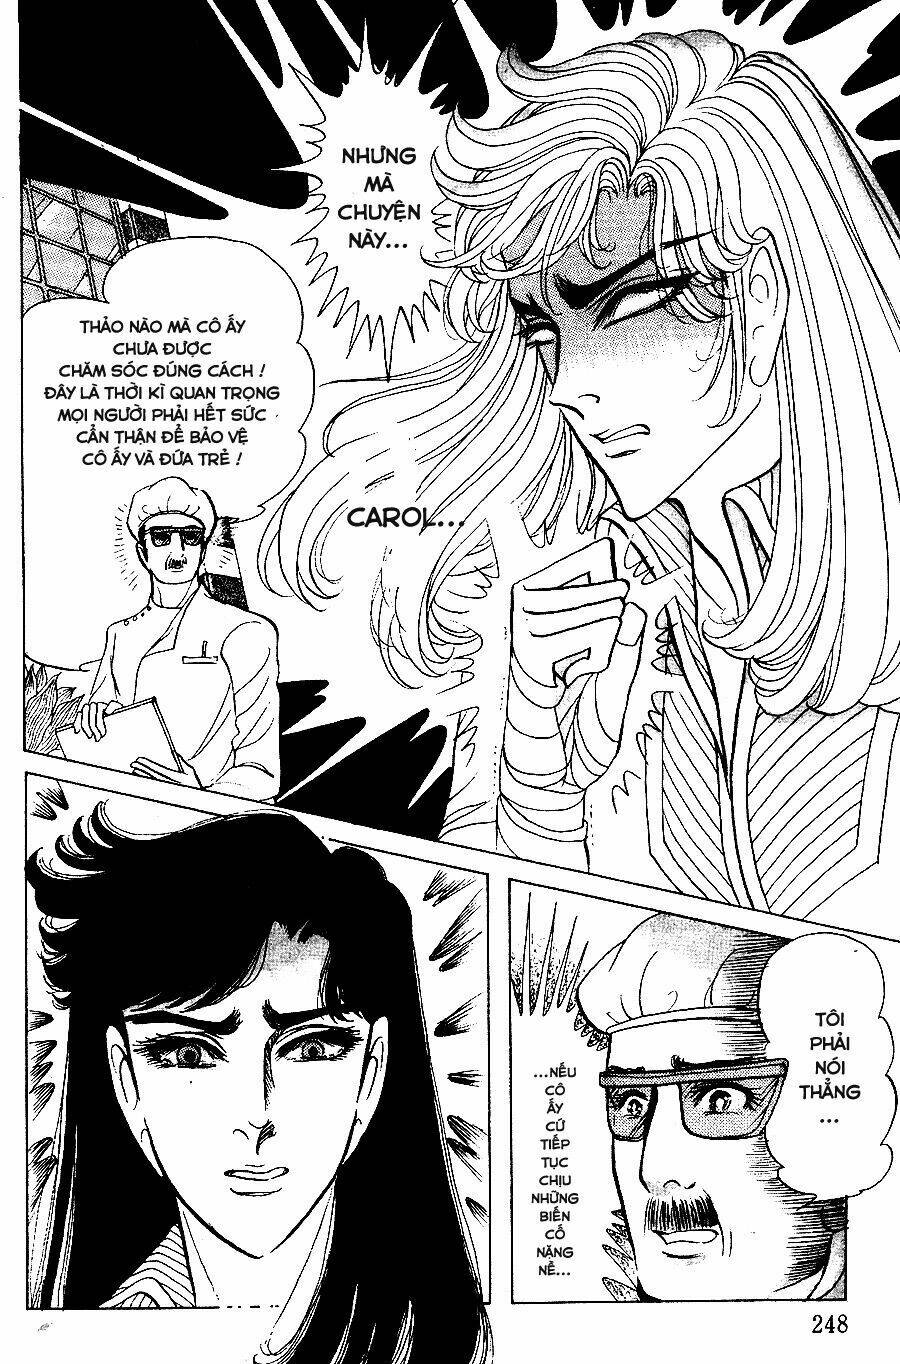 NHƯNG
MÀ
CHUYỆN
NÀY...
THẢO NÀO MÀ CÔ ẤY
CHƯA ĐƯỢC
CHĂM SÓC ĐÚNG CÁCH !
ĐÂY LÀ THỜI KÌ QUAN TRỌNG
MỌI NGƯỜI PHẢI HẾT SỨC
CẨN THẬN ĐỂ BẢO VỆ
CÔ ẤY VÀ ĐỨA TRẺ !
CAROL...
TÔI
PHẢI
NÓI
THẲNG
...
...NẾU
CÔ
ẤY
CỨ
TIẾP
TỤC
CHỊU
NHỮNG
BIẾN
CỐ
NẶNG
NỀ...
248